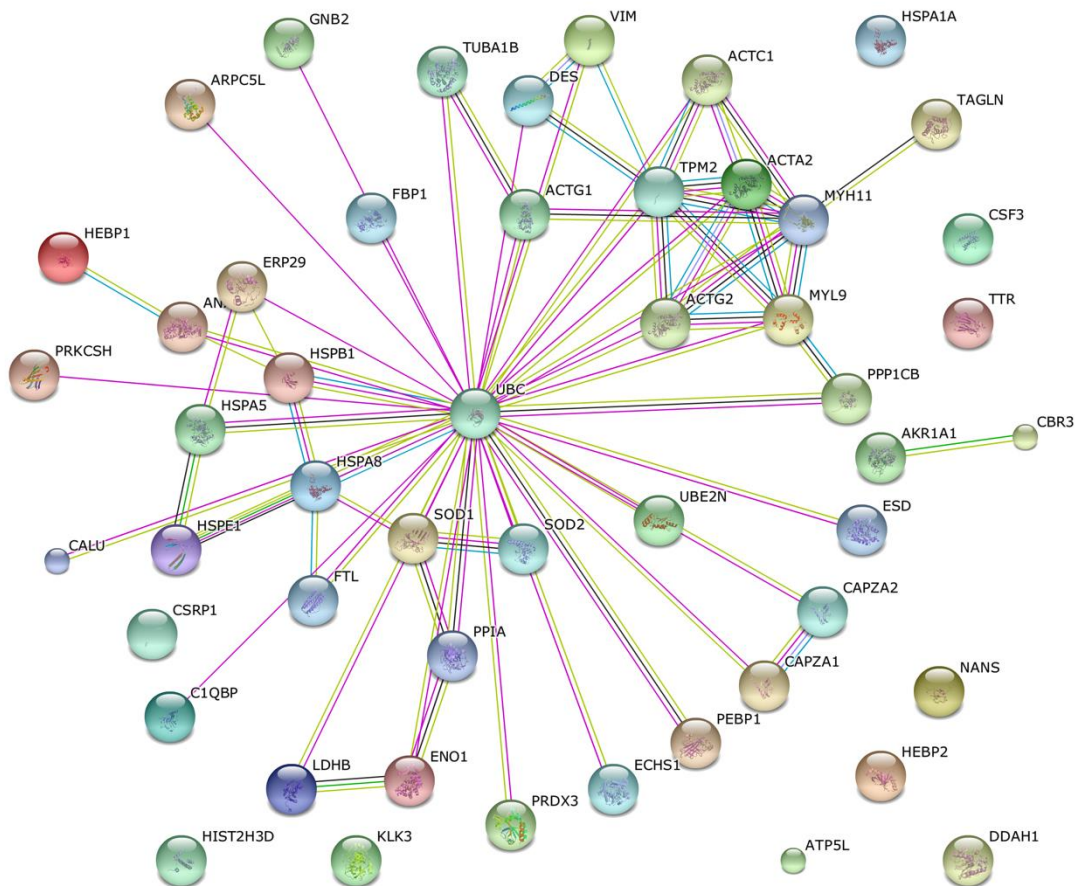 GNB2
VIM
HSPA1A
TUBA1B
ACTC1
ARPC5L
DES
TAGLN
TPM2
ACTA2
FBP1
ACTG1
MYH11
CSF3
HEBP1
ERP29
AN
ACTG2
MYL9
TTR
PRKCSH
HSPB1
PPP1CB
UBC
HSPA5
CBR3
AKR1A1
HSPA8
UBE2N
ESD
SOD1
SOD2
HSPE1
CALU
FTL
CAPZA2
CSRP1
PPIA
CAPZA1
NANS
C1QBP
PEBP1
HEBP2
LDHB
ENO1
ECHS1
PRDX3
HIST2H3D
KLK3
ATP5L
DDAH1